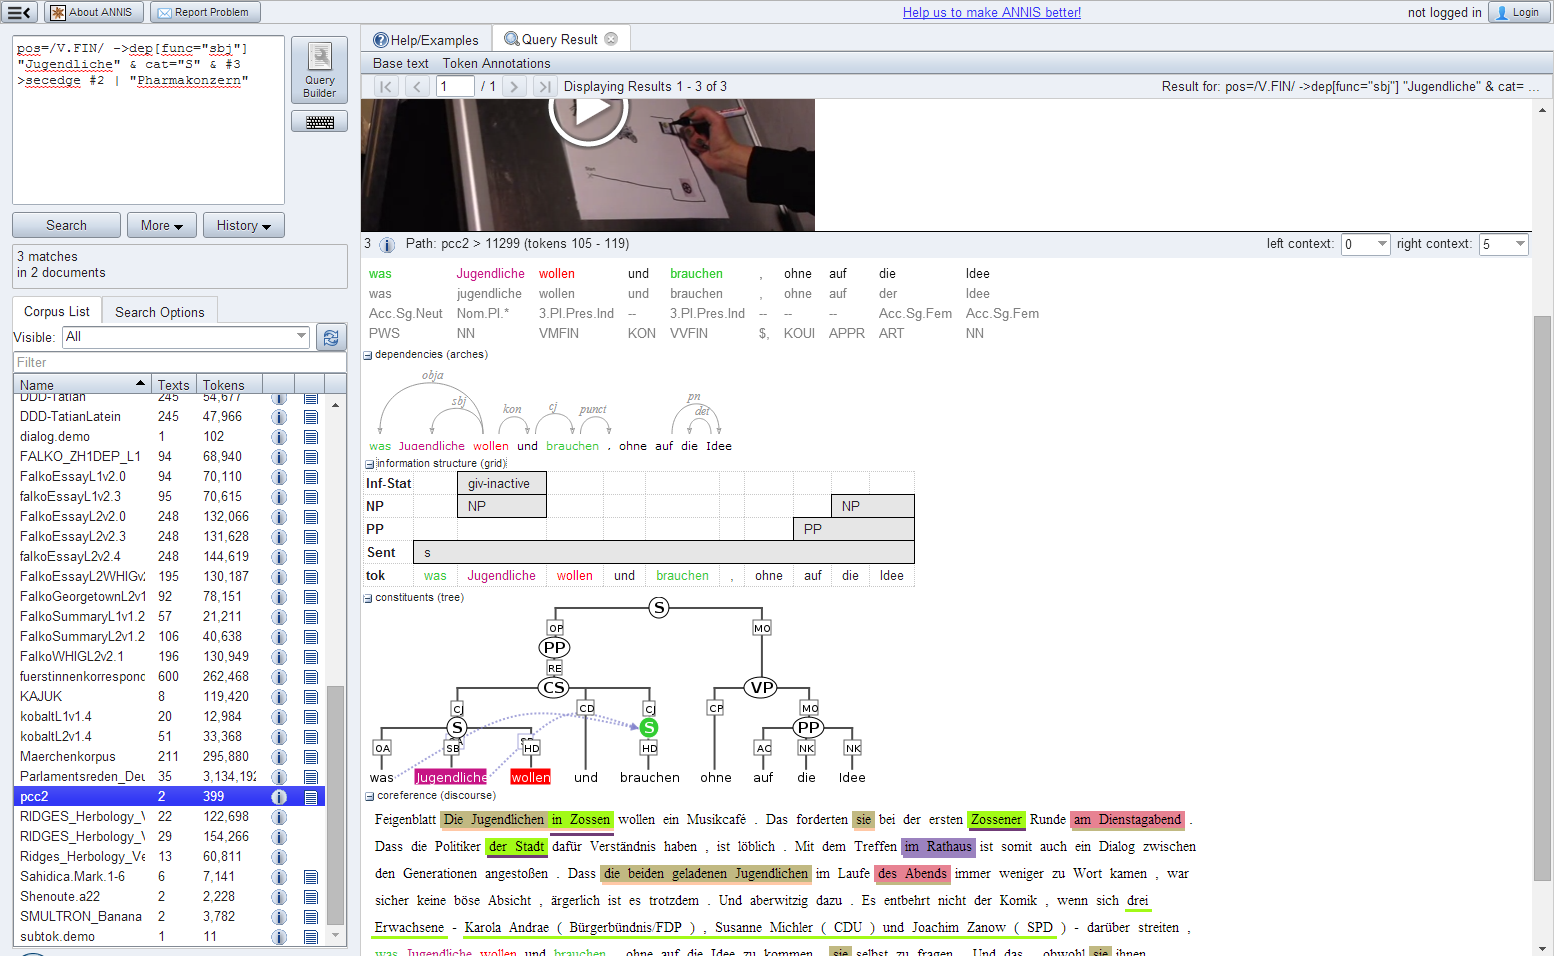 About ANNIS
Report Problem
Help us to make ANNIS better!
not logged in
Login
pos=/V.FIN/ ->dep[func="sbj"]
"Jugendliche" & cat="S" & #3
>secedge #2 | "Pharmakonzern"
Query
Builder
Search
More
History
3 matches
in 2 documents
Corpus List
Search Options
Visible:
All
Filter
Name Texts Tokens
DDD-Tatian 245 54,677
DDD-TatianLatein 245 47,966
dialog.demo 1 102
FALKO_ZH1DEP_L1 94 68,940
FalkoEssayL1v2.0 94 70,110
falkoEssayL1v2.3 95 70,615
FalkoEssayL2v2.0 248 132,066
FalkoEssayL2v2.3 248 131,628
falkoEssayL2v2.4 248 144,619
FalkoEssayL2WHIGv 195 130,187
FalkoGeorgetownL2v1 92 78,151
FalkoSummaryL1v1.2 57 21,211
FalkoSummaryL2v1.2 106 40,638
FalkoWHIGL2v2.1 196 130,949
fuerstinnenkorrespond 600 262,468
KAJUK 8 119,420
kobaltL1v1.4 20 12,984
kobaltL2v1.4 51 33,368
Maerchenkorpus 211 295,880
Parlamentsreden_Deu 35 3,134,192
pcc2 2 399
RIDGES_Herbology_V 22 122,698
RIDGES_Herbology_V 29 154,266
Ridges_Herbology_Ve 13 60,811
Sahidica.Mark.1-6 6 7,141
Shenoute.a22 2 2,228
SMULTRON_Banana 2 3,782
subtok.demo 1 11
Help/Examples
Query Result
Base text Token Annotations
1 / 1 Displaying Results 1 - 3 of 3
Result for: pos=/V.FIN/ ->dep[func="sbj"] "Jugendliche" & cat= ...
3 Path: pcc2 > 11299 (tokens 105 - 119)
left context: 0 right context: 5
was Jugendliche wollen und brauchen , ohne auf die Idee
was jugendliche wollen und brauchen , ohne auf der Idee
Acc.Sg.Neut Nom.Pl.* 3.Pl.Pres.Ind -- 3.Pl.Pres.Ind -- -- -- Acc.Sg.Fem Acc.Sg.Fem
PWS NN VMFIN KON VVFIN $, KOUI APPR ART NN
dependencies (arches)
obja
sbj kon cj punct pn
det
was Jugendliche wollen und brauchen , ohne auf die Idee
information structure (grid)
Inf-Stat giv-inactive
NP NP NP
PP PP
Sent s
tok was Jugendliche wollen und brauchen , ohne auf die Idee
constituents (tree)
S
OP MO
PP
RE
CS VP
CJ CD CJ CP MO
S S PP
OA SB HD HD AC NK NK
was Jugendliche wollen und brauchen ohne auf die Idee
coreference (discourse)
Feigenblatt Die Jugendlichen in Zossen wollen ein Musikcafé . Das forderten sie bei der ersten Zossener Runde am Dienstagabend .
Dass die Politiker der Stadt dafür Verständnis haben , ist löblich . Mit dem Treffen im Rathaus ist somit auch ein Dialog zwischen
den Generationen angestoßen . Dass die beiden geladenen Jugendlichen im Laufe des Abends immer weniger zu Wort kamen , war
sicher keine böse Absicht , ärgerlich ist es trotzdem . Und aberwitzig dazu . Es entbehrt nicht der Komik , wenn sich drei
Erwachsene - Karola Andrae ( Bürgerbündnis/FDP ) , Susanne Michler ( CDU ) und Joachim Zanow ( SPD ) - darüber streiten ,
was Jugendliche wollen und brauchen , ohne auf die Idee zu kommen , sie selbst zu fragen . Und das , obwohl sie ihnen